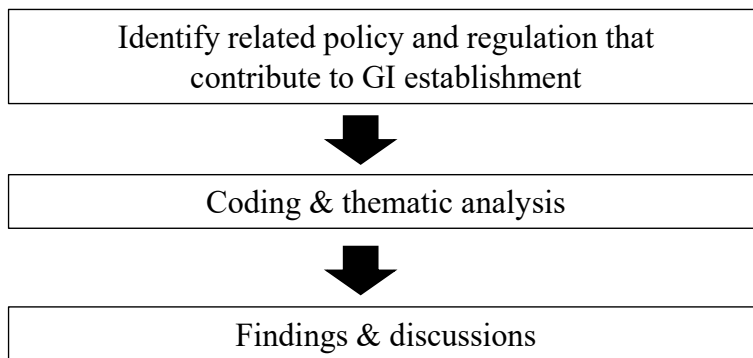 Identify related policy and regulation that
contribute to GI establishment
Coding & thematic analysis
Findings & discussions